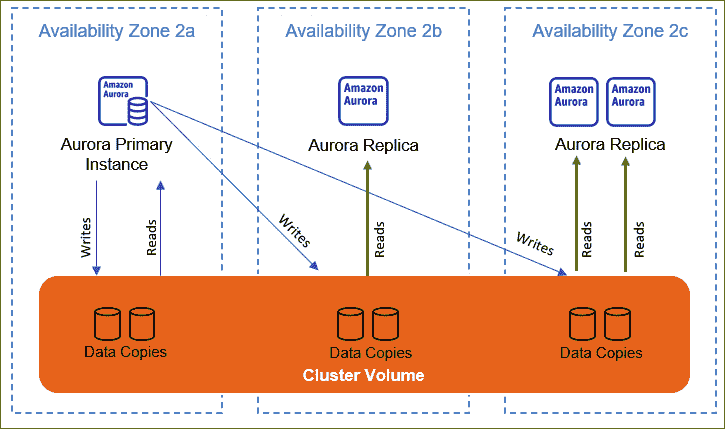 Availability Zone 2a
Availability Zone 2b
Availability Zone 2c
Amazon
Aurora
Amazon
Aurora
Amazon
Aurora
Amazon
Aurora
Aurora Primary
Instance
Aurora Replica
Aurora Replica
Writes
Reads
Writes
Writes
Reads
Reads
Reads
Data Copies
Data Copies
Data Copies
Cluster Volume